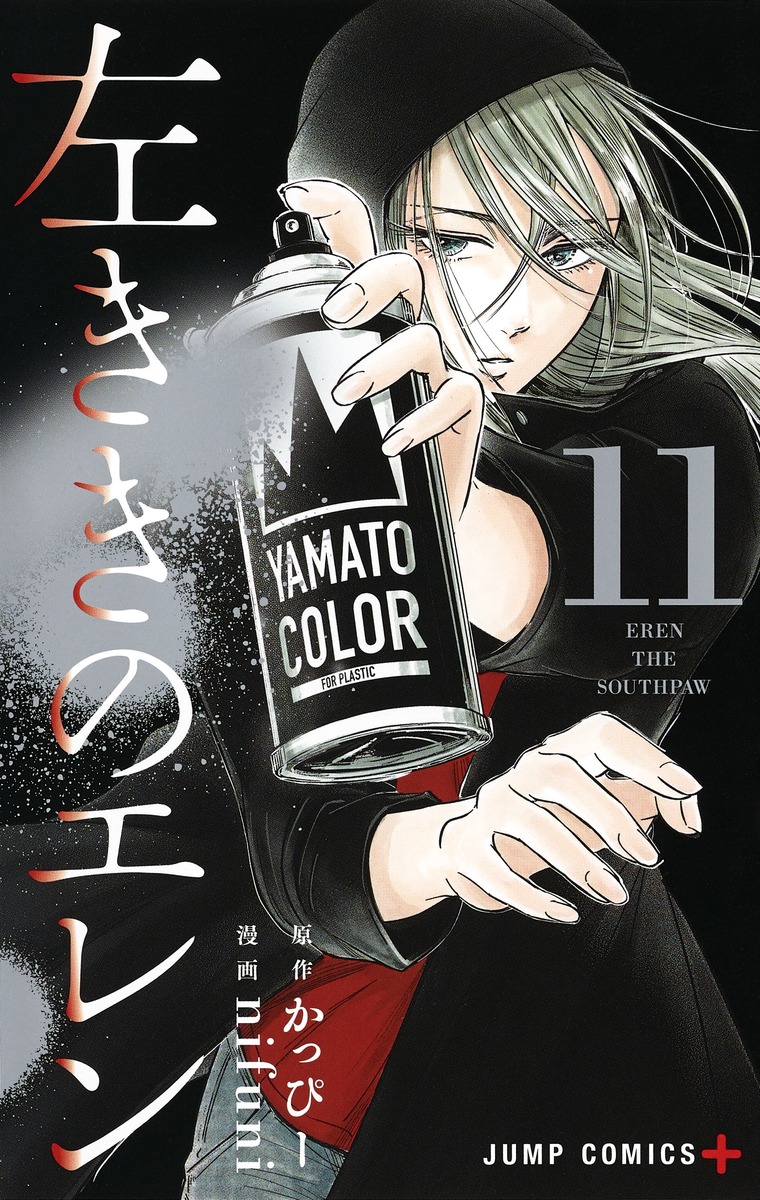 左ききのエレン
11
EREN
THE
SOUTHPAW
YAMATO
COLOR
FOR PLASTIC
原作 かっぴー
漫画 nifuni
JUMP COMICS+